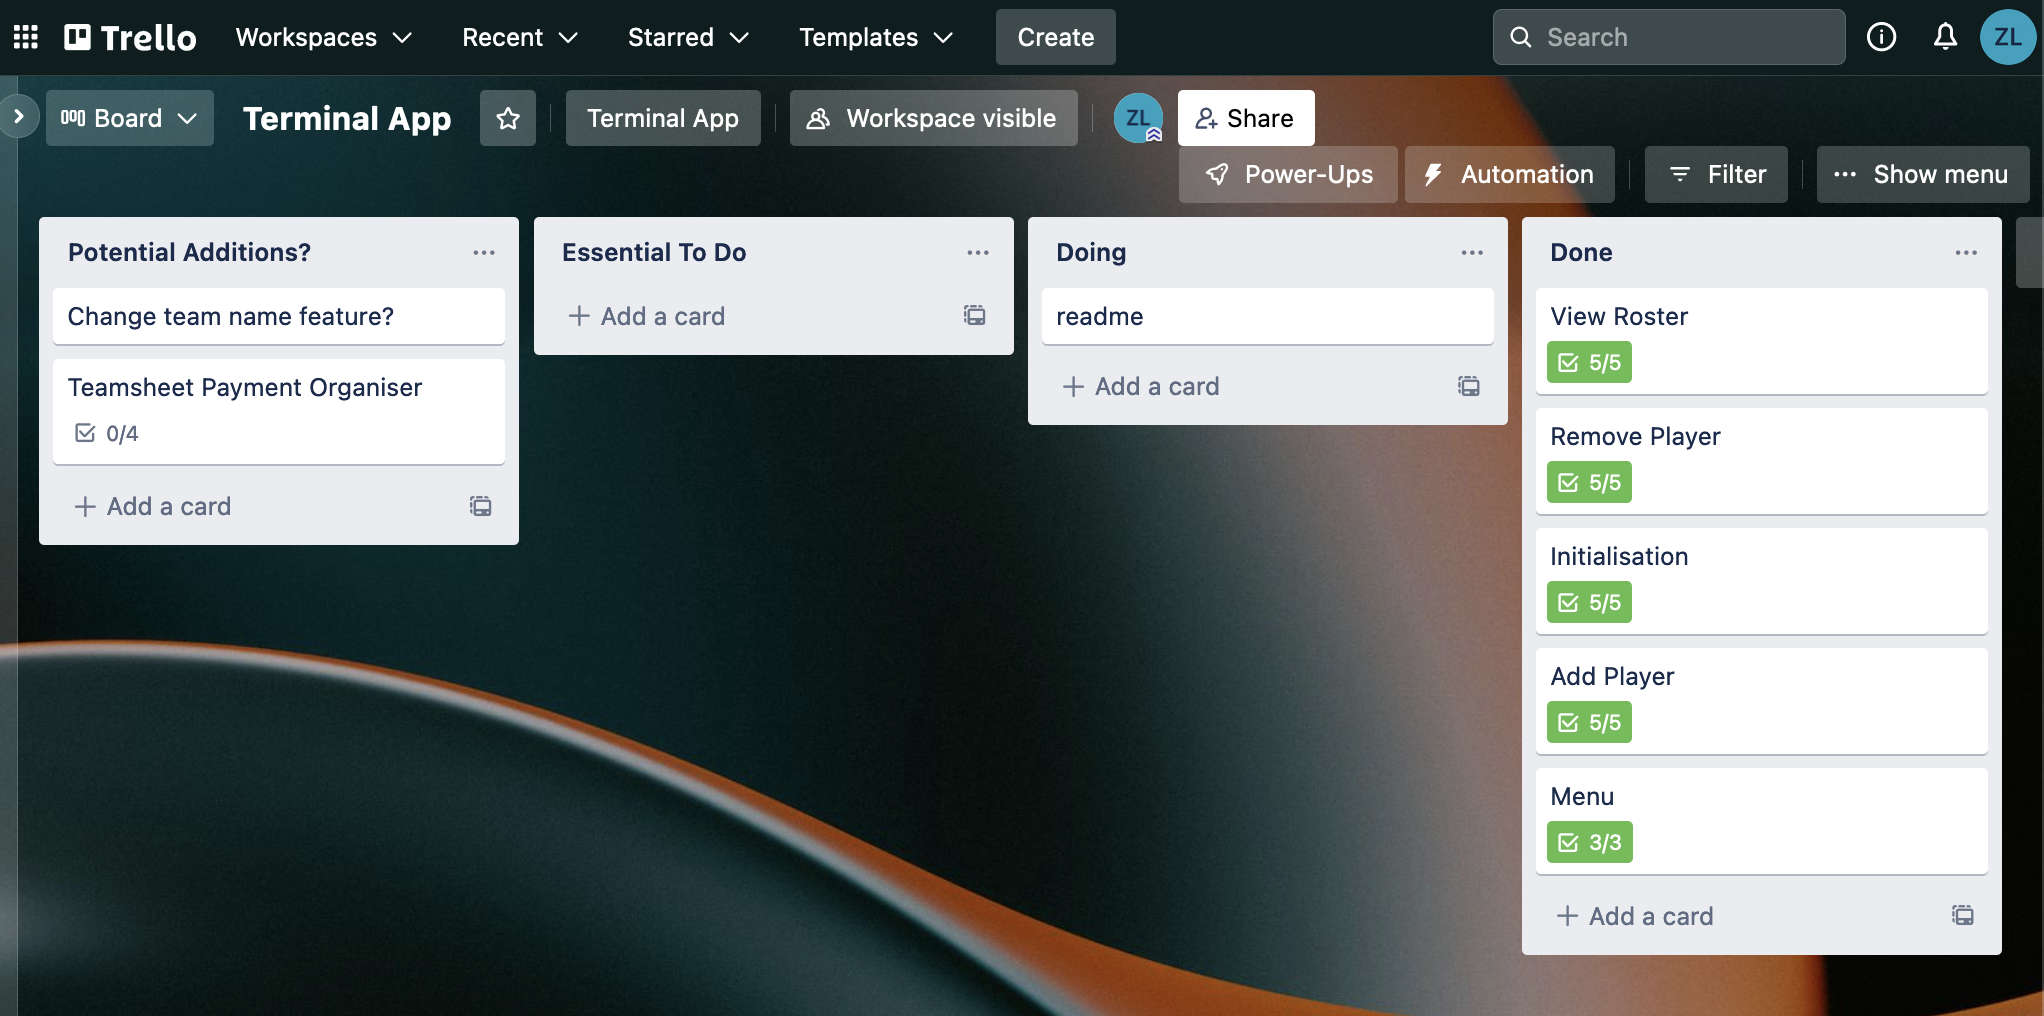 Trello Workspaces Recent Starred Templates Create Search ZL
Board Terminal App Terminal App Workspace visible ZL Share
Power-Ups Automation Filter Show menu
Potential Additions?
Change team name feature?
Teamsheet Payment Organiser
0/4
Add a card
Essential To Do
Add a card
Doing
readme
Add a card
Done
View Roster
5/5
Remove Player
5/5
Initialisation
5/5
Add Player
5/5
Menu
3/3
Add a card